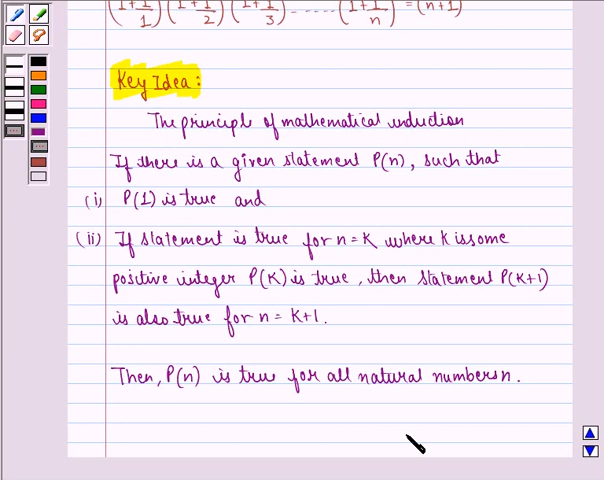 (1+1/1) (1+1/2) (1+1/3) ..... (1+1/n) = (n+1)
Key Idea:
The principle of mathematical induction
If there is a given statement P(n), such that
(i) P(1) is true and
(ii) If statement is true for n = K where K is some
positive integer P(K) is true, then statement P(K+1)
is also true for n = K+1.
Then, P(n) is true for all natural numbers n.